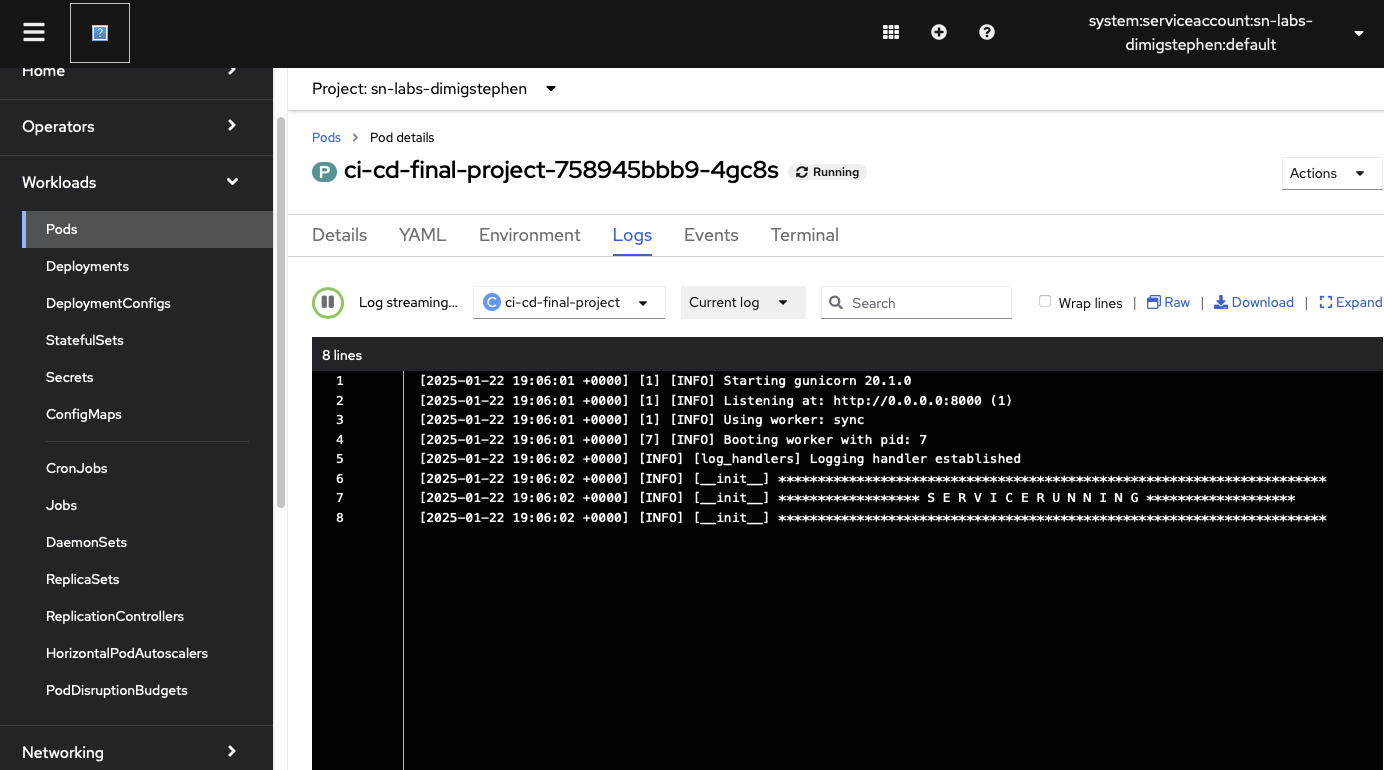 system:serviceaccount:sn-labs-
dimigstephen:default
Home
Operators
Workloads
Pods
Deployments
DeploymentConfigs
StatefulSets
Secrets
ConfigMaps
CronJobs
Jobs
DaemonSets
ReplicaSets
ReplicationControllers
HorizontalPodAutoscalers
PodDisruptionBudgets
Networking
Project: sn-labs-dimigstephen
Pods Pod details
P ci-cd-final-project-758945bbb9-4gc8s Running
Actions
Details YAML Environment Logs Events Terminal
Log streaming... C ci-cd-final-project Current log Search Wrap lines | Raw | Download | Expand
8 lines
1 [2025-01-22 19:06:01 +0000] [1] [INFO] Starting gunicorn 20.1.0
2 [2025-01-22 19:06:01 +0000] [1] [INFO] Listening at: http://0.0.0.0:8000 (1)
3 [2025-01-22 19:06:01 +0000] [1] [INFO] Using worker: sync
4 [2025-01-22 19:06:01 +0000] [7] [INFO] Booting worker with pid: 7
5 [2025-01-22 19:06:02 +0000] [INFO] [log_handlers] Logging handler established
6 [2025-01-22 19:06:02 +0000] [INFO] [__init__] **********************************************************************
7 [2025-01-22 19:06:02 +0000] [INFO] [__init__] ****************** S E R V I C E R U N N I N G *******************
8 [2025-01-22 19:06:02 +0000] [INFO] [__init__] **********************************************************************